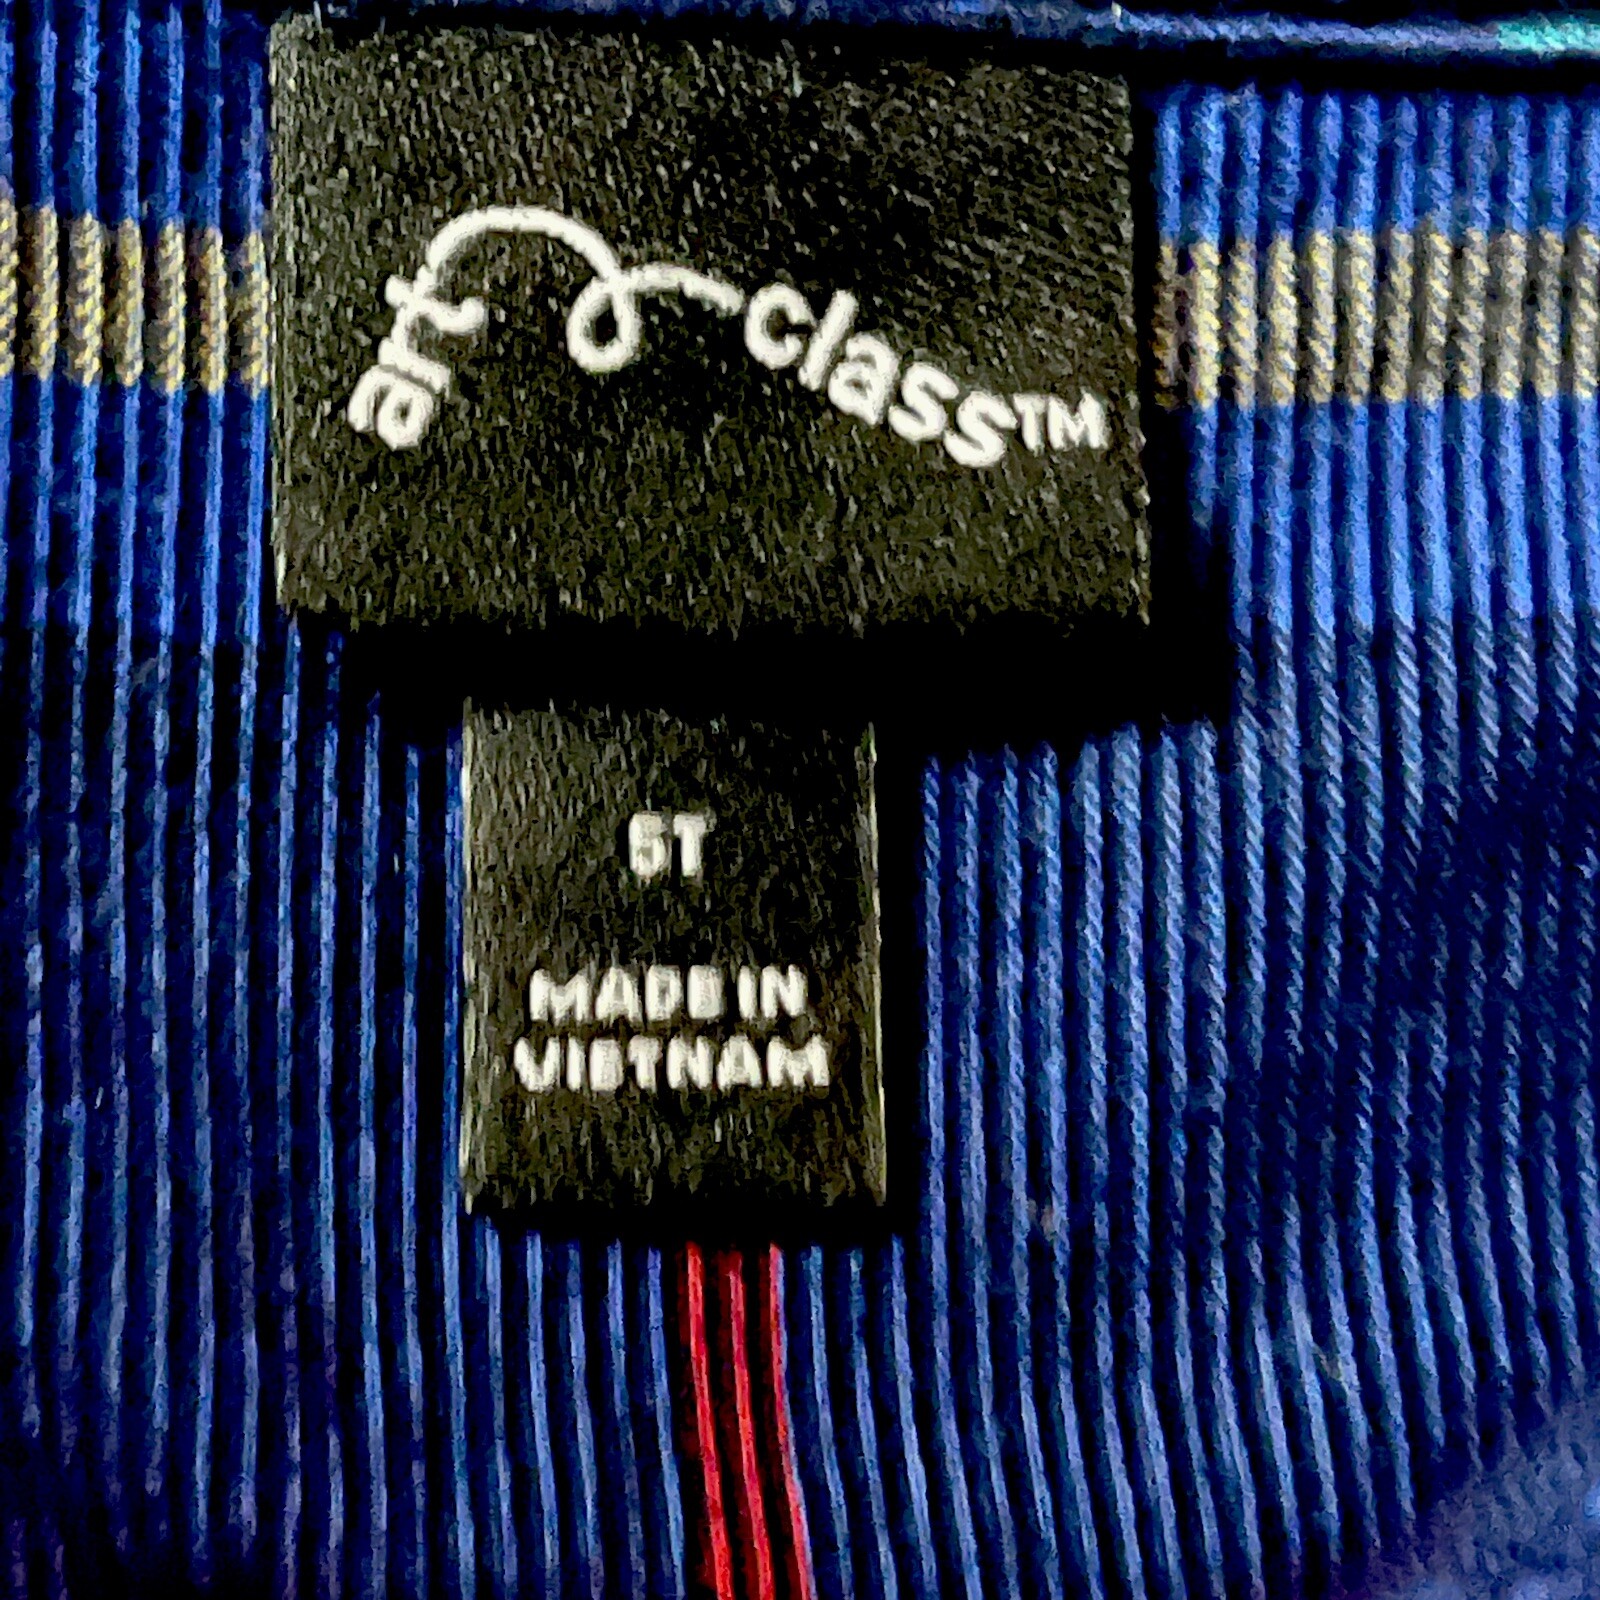 art class™
5T
MADE IN
VIETNAM